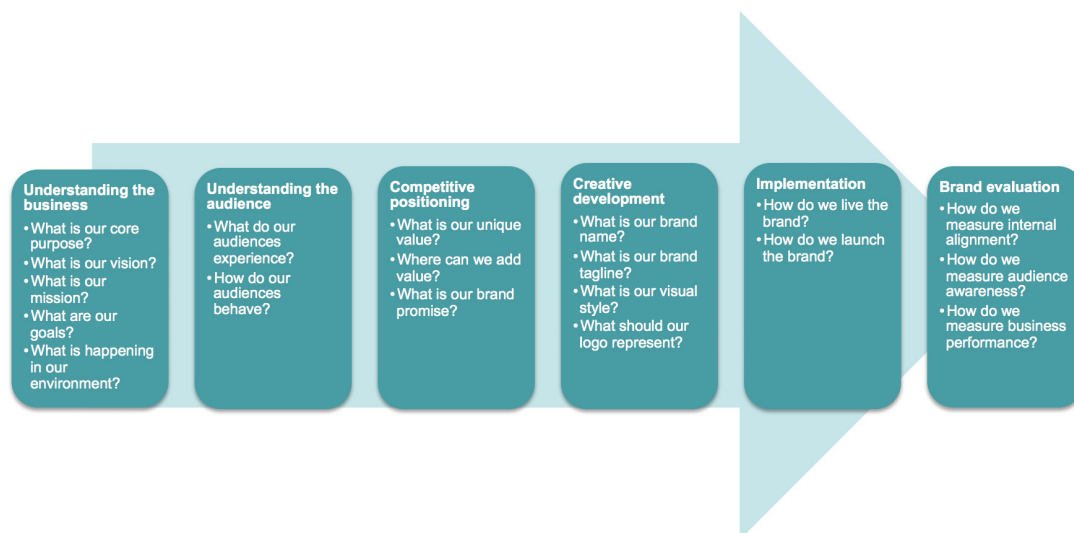 Understanding the
business
•What is our core
purpose?
•What is our vision?
•What is our
mission?
•What are our
goals?
•What is happening
in our
environment?
Understanding the
audience
•What do our
audiences
experience?
•How do our
audiences
behave?
Competitive
positioning
•What is our unique
value?
•Where can we add
value?
•What is our brand
promise?
Creative
development
•What is our brand
name?
•What is our brand
tagline?
•What is our visual
style?
•What should our
logo represent?
Implementation
•How do we live the
brand?
•How do we launch
the brand?
Brand evaluation
•How do we
measure internal
alignment?
•How do we
measure audience
awareness?
•How do we
measure business
performance?